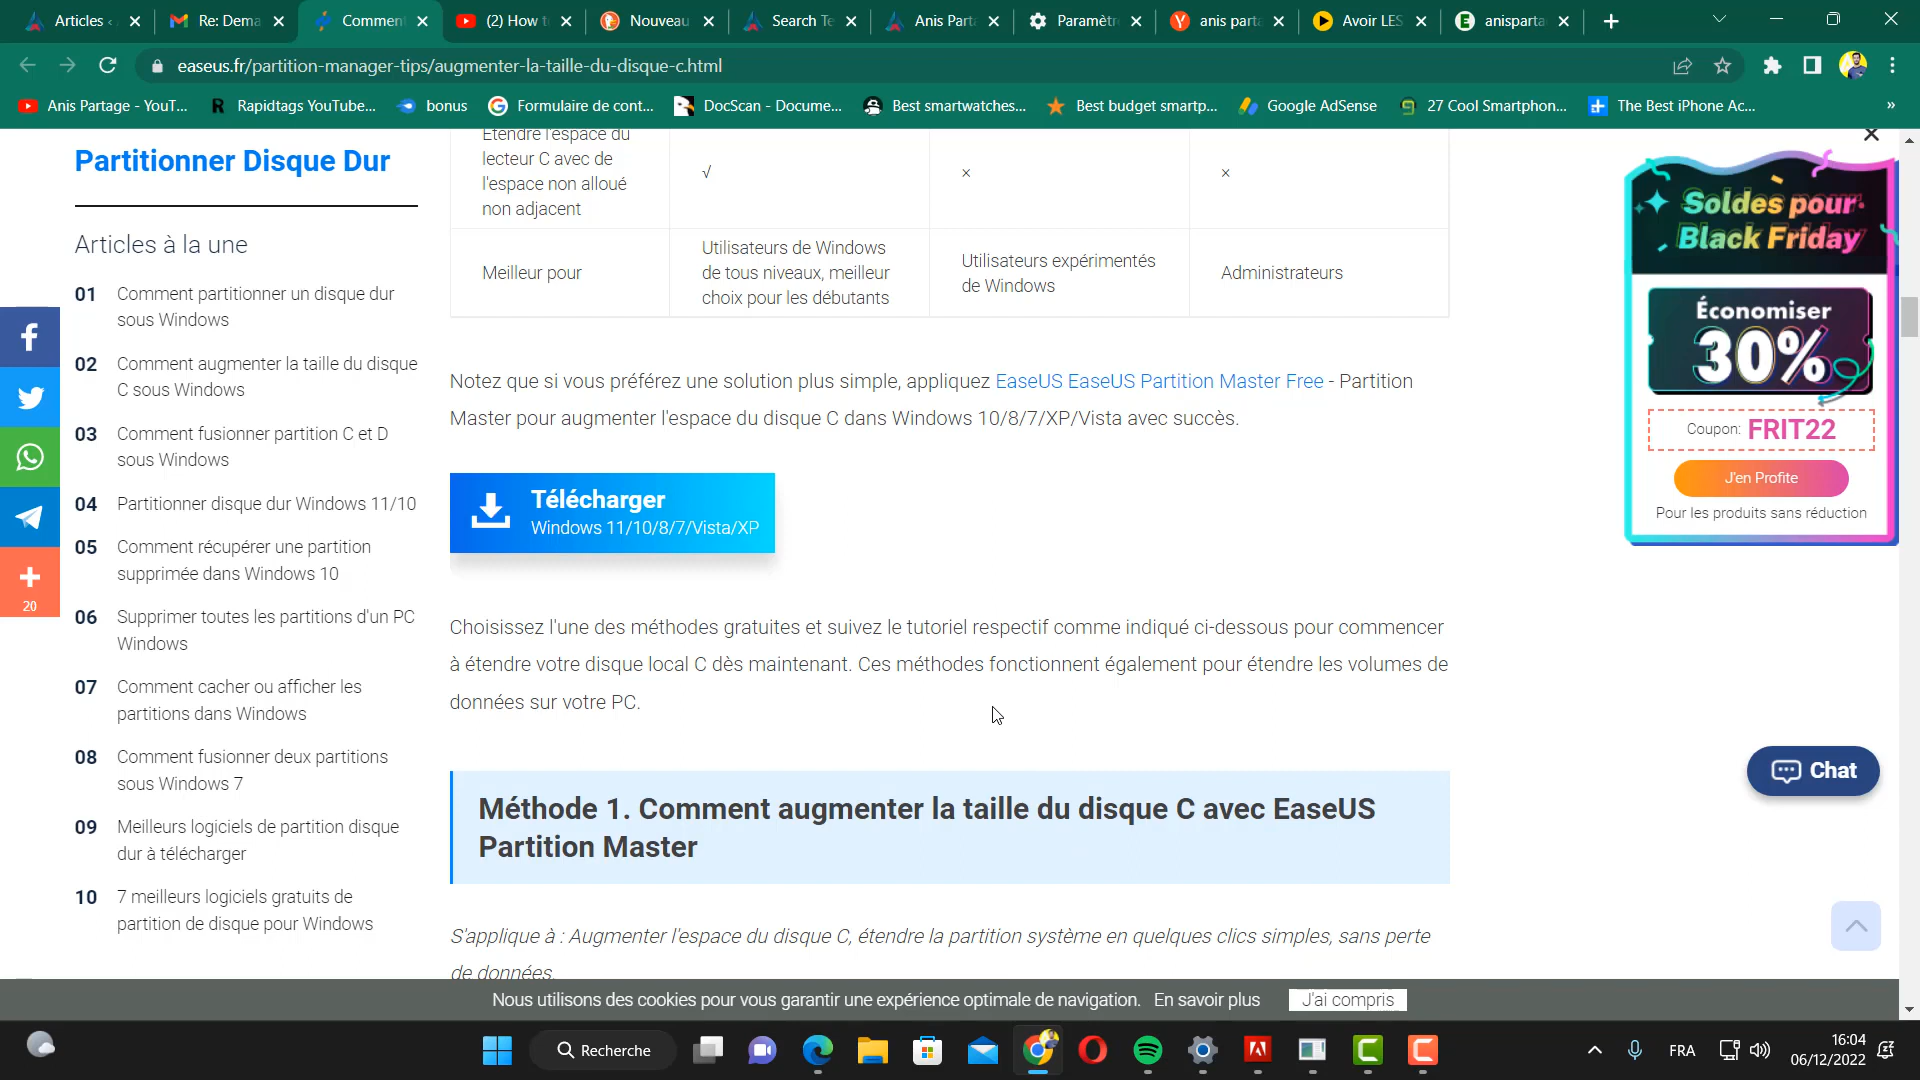 Articles ‹
Re: Dema
Comment
(2) How t
Nouveau
Search Te
Anis Part
Paramètr
anis parta
Avoir LES
anisparta
easeus.fr/partition-manager-tips/augmenter-la-taille-du-disque-c.html
Anis Partage - YouT...
Rapidtags YouTube...
bonus
Formulaire de cont...
DocScan - Docume...
Best smartwatches...
Best budget smartp...
Google AdSense
27 Cool Smartphon...
The Best iPhone Ac...
»
Partitionner Disque Dur
Articles à la une
01 Comment partitionner un disque dur
sous Windows
02 Comment augmenter la taille du disque
C sous Windows
03 Comment fusionner partition C et D
sous Windows
04 Partitionner disque dur Windows 11/10
05 Comment récupérer une partition
supprimée dans Windows 10
06 Supprimer toutes les partitions d'un PC
Windows
07 Comment cacher ou afficher les
partitions dans Windows
08 Comment fusionner deux partitions
sous Windows 7
09 Meilleurs logiciels de partition disque
dur à télécharger
10 7 meilleurs logiciels gratuits de
partition de disque pour Windows
20
Étendre l'espace du
lecteur C avec de
l'espace non alloué
non adjacent
√
×
×
Meilleur pour
Utilisateurs de Windows
de tous niveaux, meilleur
choix pour les débutants
Utilisateurs expérimentés
de Windows
Administrateurs
Notez que si vous préférez une solution plus simple, appliquez EaseUS EaseUS Partition Master Free - Partition
Master pour augmenter l'espace du disque C dans Windows 10/8/7/XP/Vista avec succès.
Télécharger
Windows 11/10/8/7/Vista/XP
Choisissez l'une des méthodes gratuites et suivez le tutoriel respectif comme indiqué ci-dessous pour commencer
à étendre votre disque local C dès maintenant. Ces méthodes fonctionnent également pour étendre les volumes de
données sur votre PC.
Méthode 1. Comment augmenter la taille du disque C avec EaseUS
Partition Master
S'applique à : Augmenter l'espace du disque C, étendre la partition système en quelques clics simples, sans perte
de données.
Soldes pour
Black Friday
Économiser
30%
Coupon: FRIT22
J'en Profite
Pour les produits sans réduction
Chat
Nous utilisons des cookies pour vous garantir une expérience optimale de navigation. En savoir plus
J'ai compris
Recherche
FRA
16:04
06/12/2022